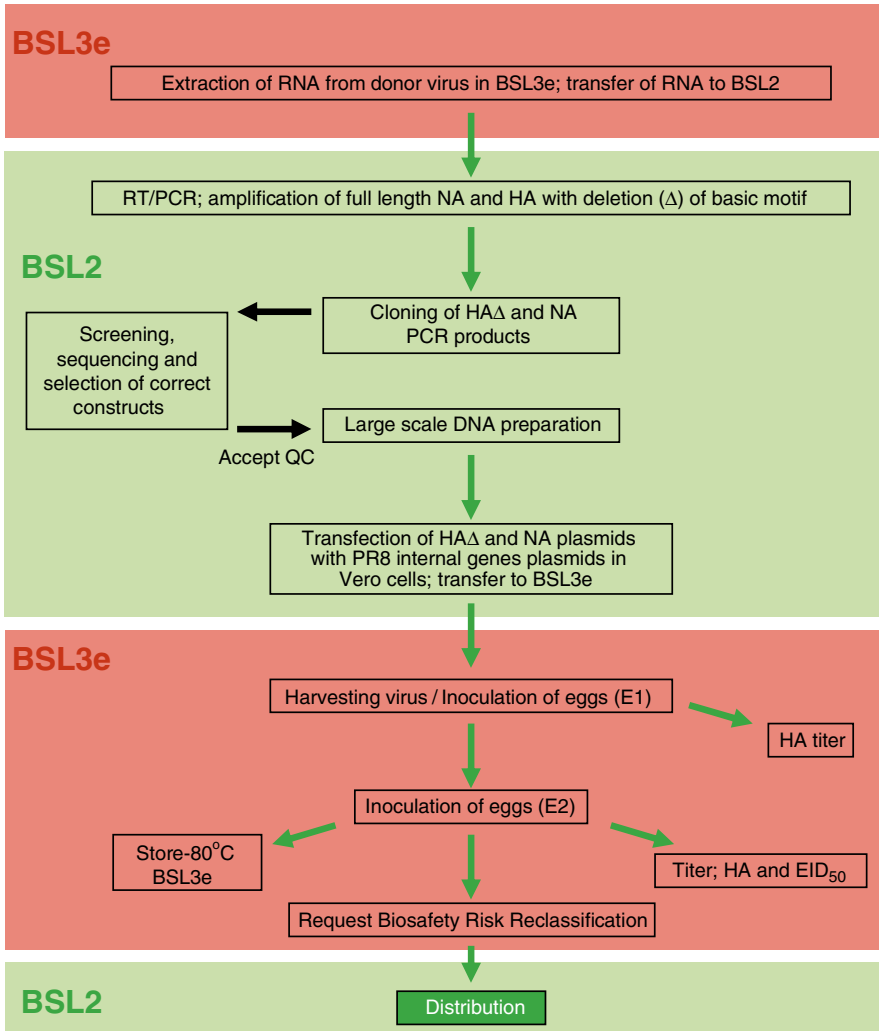 BSL3e
Extraction of RNA from donor virus in BSL3e; transfer of RNA to BSL2
RT/PCR; amplification of full length NA and HA with deletion (Δ) of basic motif
BSL2
Cloning of HAΔ and NA
PCR products
Screening,
sequencing and
selection of correct
constructs
Large scale DNA preparation
Accept QC
Transfection of HAΔ and NA plasmids
with PR8 internal genes plasmids in
Vero cells; transfer to BSL3e
BSL3e
Harvesting virus / Inoculation of eggs (E1)
HA titer
Inoculation of eggs (E2)
Store-80°C
BSL3e
Titer; HA and EID₅₀
Request Biosafety Risk Reclassification
BSL2
Distribution